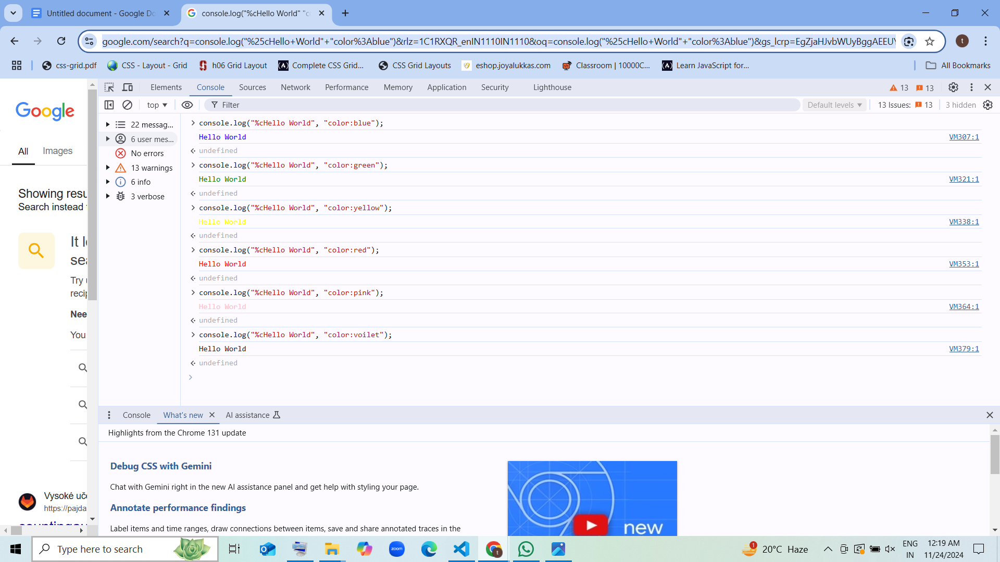 Untitled document - Google Do
console.log("%cHello World" "c
google.com/search?q=console.log("%25cHello+World"+"color%3Ablue")&rlz=1C1RXQR_enIN1110IN1110&oq=console.log("%25cHello+World"+"color%3Ablue")&gs_lcrp=EgZjaHJvbWUyBggAEEUY
t
css-grid.pdf
CSS - Layout - Grid
h06 Grid Layout
Complete CSS Grid...
CSS Grid Layouts
eshop.joyalukkas.com
Classroom | 10000C...
Learn JavaScript for...
All Bookmarks
Google
All Images
Showing resu
Search instead
It l
sea
Try
recip
Nee
You
Vysoké uč
https://pajda
Elements Console Sources Network Performance Memory Application Security Lighthouse
13 13
top
Filter
Default levels
13 Issues: 13
3 hidden
22 messag...
6 user mes...
No errors
13 warnings
6 info
3 verbose
console.log("%cHello World", "color:blue");
Hello World VM307:1
undefined
console.log("%cHello World", "color:green");
Hello World VM321:1
undefined
console.log("%cHello World", "color:yellow");
Hello World VM338:1
undefined
console.log("%cHello World", "color:red");
Hello World VM353:1
undefined
console.log("%cHello World", "color:pink");
Hello World VM364:1
undefined
console.log("%cHello World", "color:voilet");
Hello World VM379:1
undefined
Console What's new AI assistance
Highlights from the Chrome 131 update
Debug CSS with Gemini
Chat with Gemini right in the new AI assistance panel and get help with styling your page.
Annotate performance findings
Label items and time ranges, draw connections between items, save and share annotated traces in the
new
Type here to search
zoom
t
1
20°C Haze
ENG
IN
12:19 AM
11/24/2024